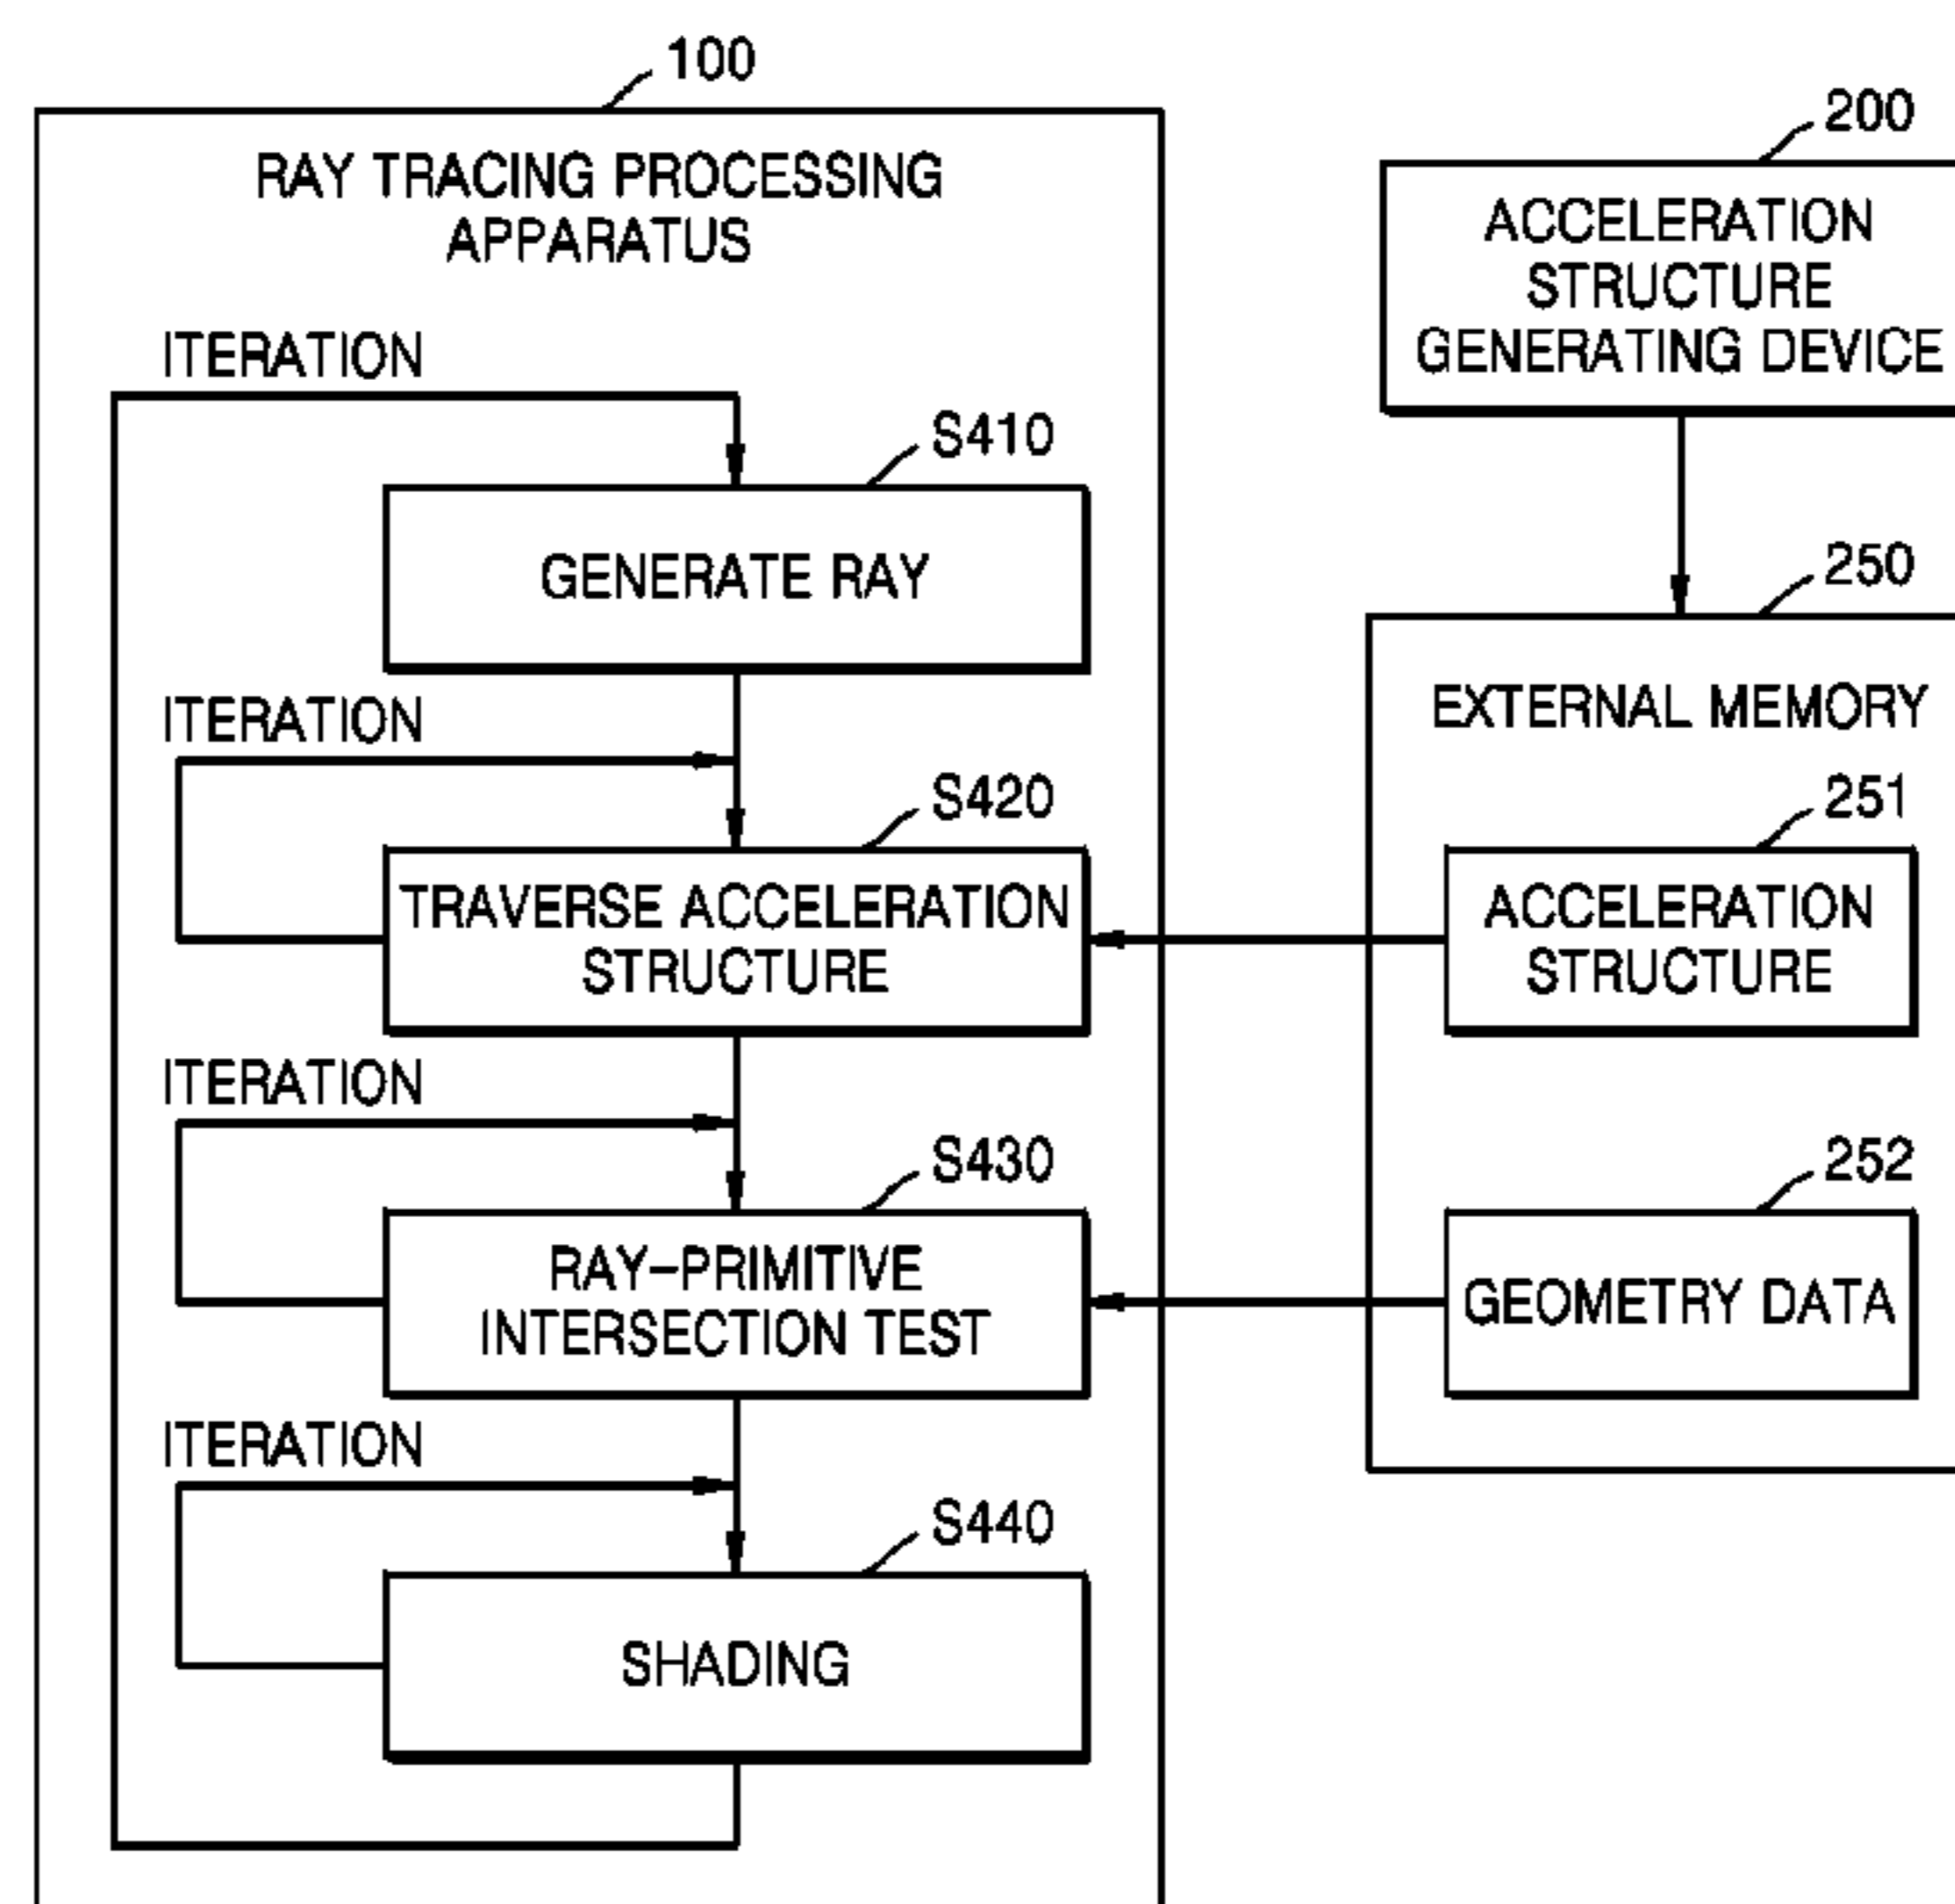 100
RAY TRACING PROCESSING
APPARATUS
ITERATION
S410
GENERATE RAY
ITERATION
S420
TRAVERSE ACCELERATION
STRUCTURE
ITERATION
S430
RAY-PRIMITIVE
INTERSECTION TEST
ITERATION
S440
SHADING
200
ACCELERATION
STRUCTURE
GENERATING DEVICE
250
EXTERNAL MEMORY
251
ACCELERATION
STRUCTURE
252
GEOMETRY DATA